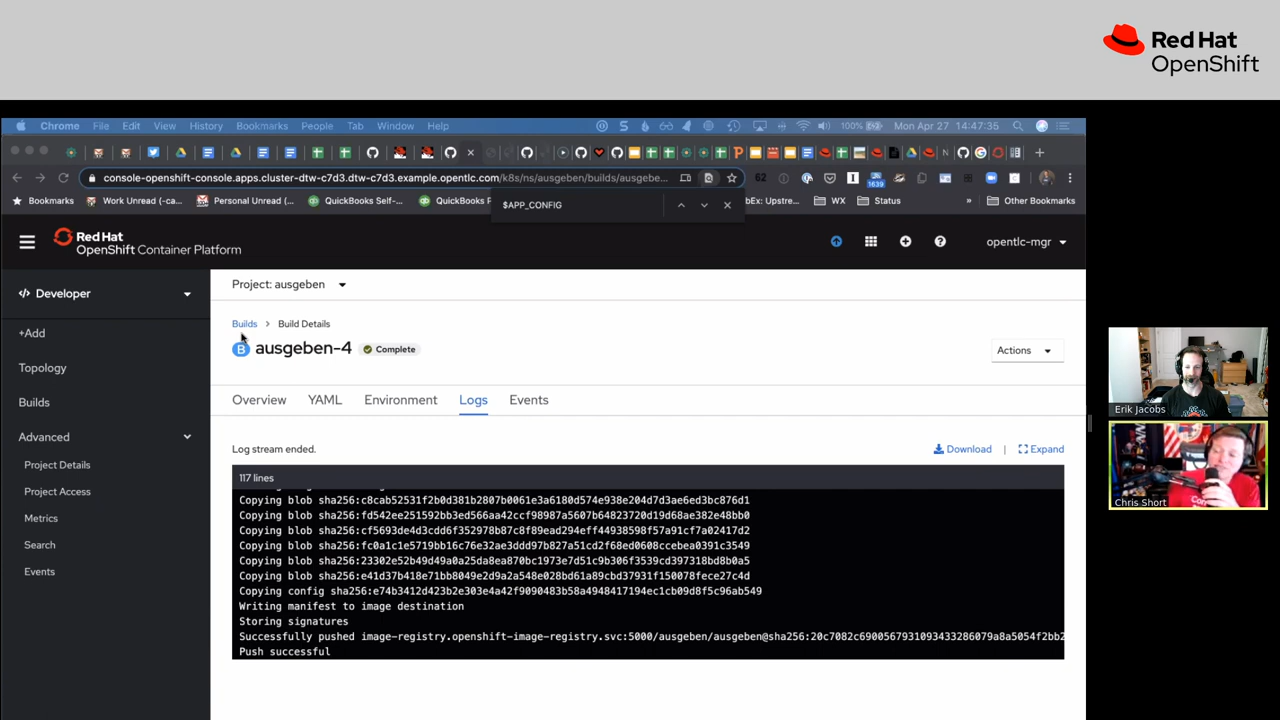 Red Hat
OpenShift
Chrome File Edit View History Bookmarks People Tab Window Help 100% Mon Apr 27 14:47:35
console-openshift-console.apps.cluster-dtw-c7d3.dtw-c7d3.example.opentlc.com/k8s/ns/ausgeben/builds/ausgebe... 62 1639
Bookmarks Work Unread (-ca... Work Unread (-... QuickBooks Self-... QuickBooks bEx: Upstre... WX Status » Other Bookmarks
$APP_CONFIG
Red Hat
OpenShift Container Platform
opentlc-mgr
Developer
+Add
Topology
Builds
Advanced
Project Details
Project Access
Metrics
Search
Events
Project: ausgeben
Builds > Build Details
B ausgeben-4 Complete
Actions
Overview YAML Environment Logs Events
Log stream ended.
Download | Expand
117 lines
Copying blob sha256:c8cab52531f2b0d381b2807b0061e3a6180d574e938e204d7d3ae6ed3bc876d1
Copying blob sha256:fd542ee251592bb3ed566aa42ccf98987a5607b64823720d19d68ae382e48bb0
Copying blob sha256:cf5693de4d3cdd6f352978b87c8f89ead294eff44938598f57a91cf7a02417d2
Copying blob sha256:fc0a1c1e5719bb16c76e32ae3ddd97b827a51cd2f68ed0608ccebea0391c3549
Copying blob sha256:23302e52b49d49a0a25da8ea870bc1973e7d51c9b306f3539cd397318bd8b0a5
Copying blob sha256:e41d37b418e71bb8049e2d9a2a548e028bd61a89cbd37931f150078fece27c4d
Copying config sha256:e74b3412d423b2e303e4a42f9090483b58a4948417194ec1cb09d8f5c96ab549
Writing manifest to image destination
Storing signatures
Successfully pushed image-registry.openshift-image-registry.svc:5000/ausgeben/ausgeben@sha256:20c7082c6900567931093433286079a8a5054f2bb2
Push successful
Erik Jacobs
Chris Short